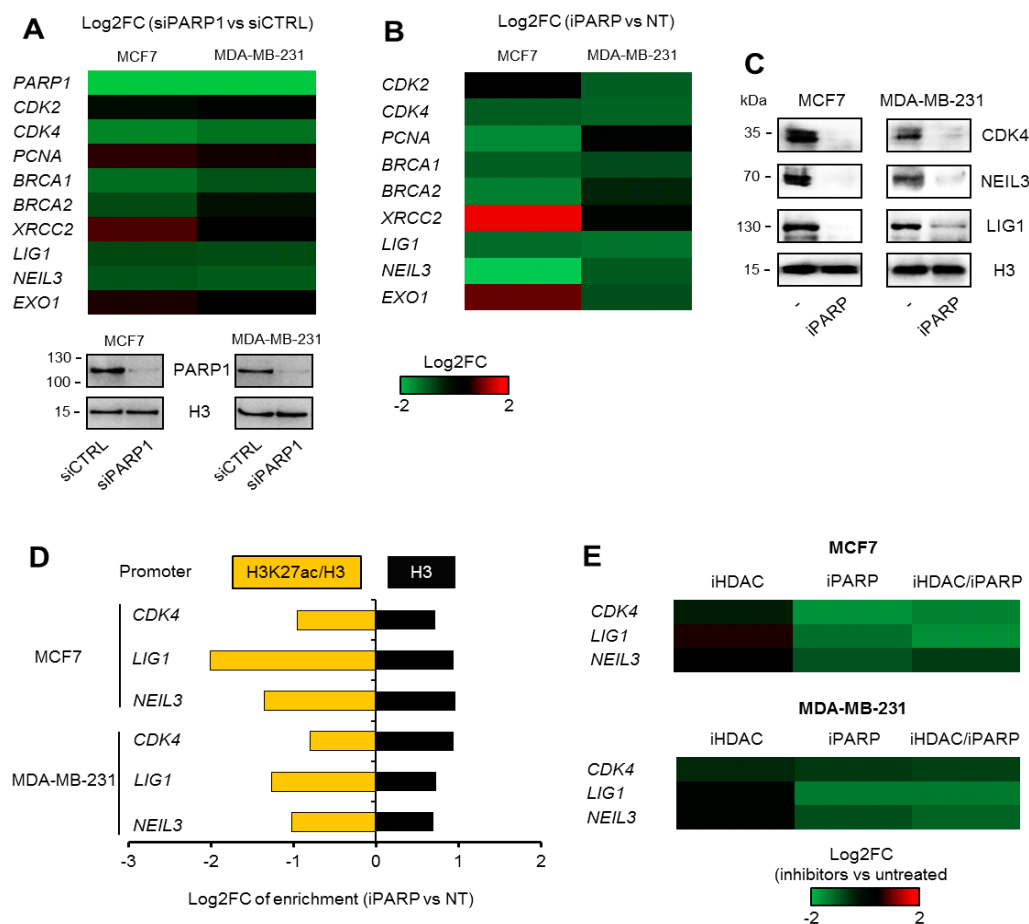 A
Log2FC (siPARP1 vs siCTRL)
MCF7 MDA-MB-231
PARP1
CDK2
CDK4
PCNA
BRCA1
BRCA2
XRCC2
LIG1
NEIL3
EXO1
MCF7 MDA-MB-231
130 -
100 -
PARP1
15 -
H3
siCTRL siPARP1 siCTRL siPARP1
B
Log2FC (iPARP vs NT)
MCF7 MDA-MB-231
CDK2
CDK4
PCNA
BRCA1
BRCA2
XRCC2
LIG1
NEIL3
EXO1
Log2FC
-2 2
C
kDa MCF7 MDA-MB-231
35 - CDK4
70 - NEIL3
130 - LIG1
15 - H3
- iPARP - iPARP
D
Promoter H3K27ac/H3 H3
MCF7
CDK4
LIG1
NEIL3
MDA-MB-231
CDK4
LIG1
NEIL3
-3 -2 -1 0 1 2
Log2FC of enrichment (iPARP vs NT)
E
MCF7
iHDAC iPARP iHDAC/iPARP
CDK4
LIG1
NEIL3
MDA-MB-231
iHDAC iPARP iHDAC/iPARP
CDK4
LIG1
NEIL3
Log2FC
(inhibitors vs untreated
-2 2